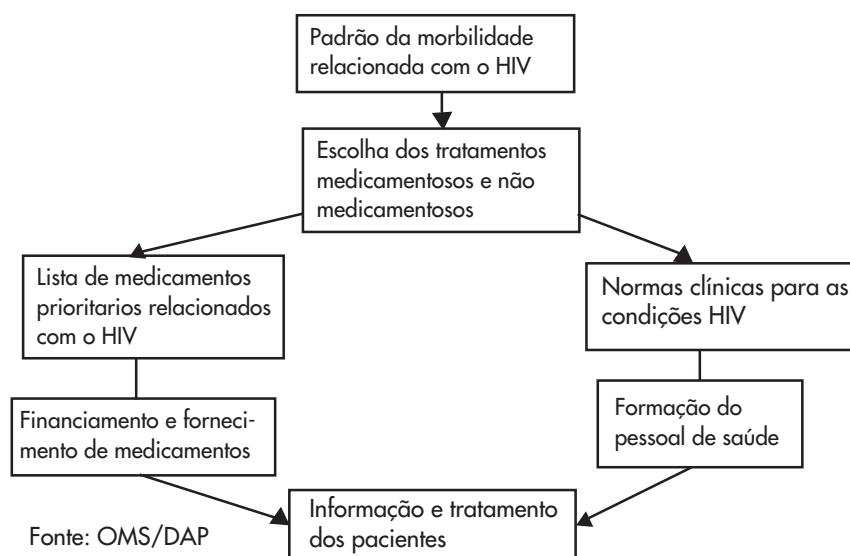 Padrão da morbilidade
relacionada com o HIV
Escolha dos tratamentos
medicamentosos e não
medicamentosos
Lista de medicamentos
prioritarios relacionados
com o HIV
Normas clínicas para as
condições HIV
Financiamento e forneci-
mento de medicamentos
Formação do
pessoal de saúde
Informação e tratamento
dos pacientes
Fonte: OMS/DAP